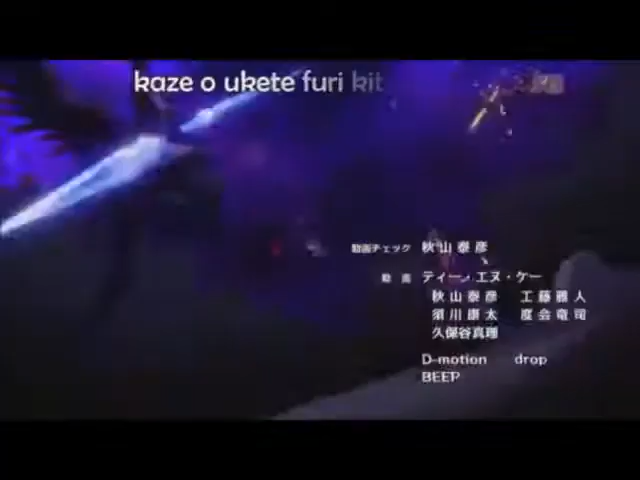 kaze o ukete furi kit
動画チェック 秋山泰彦
動画 ティー・エヌ・ケー
秋山泰彦 工藤雅人
須川康太 度会竜司
久保谷真理
D-motion drop
BEEP